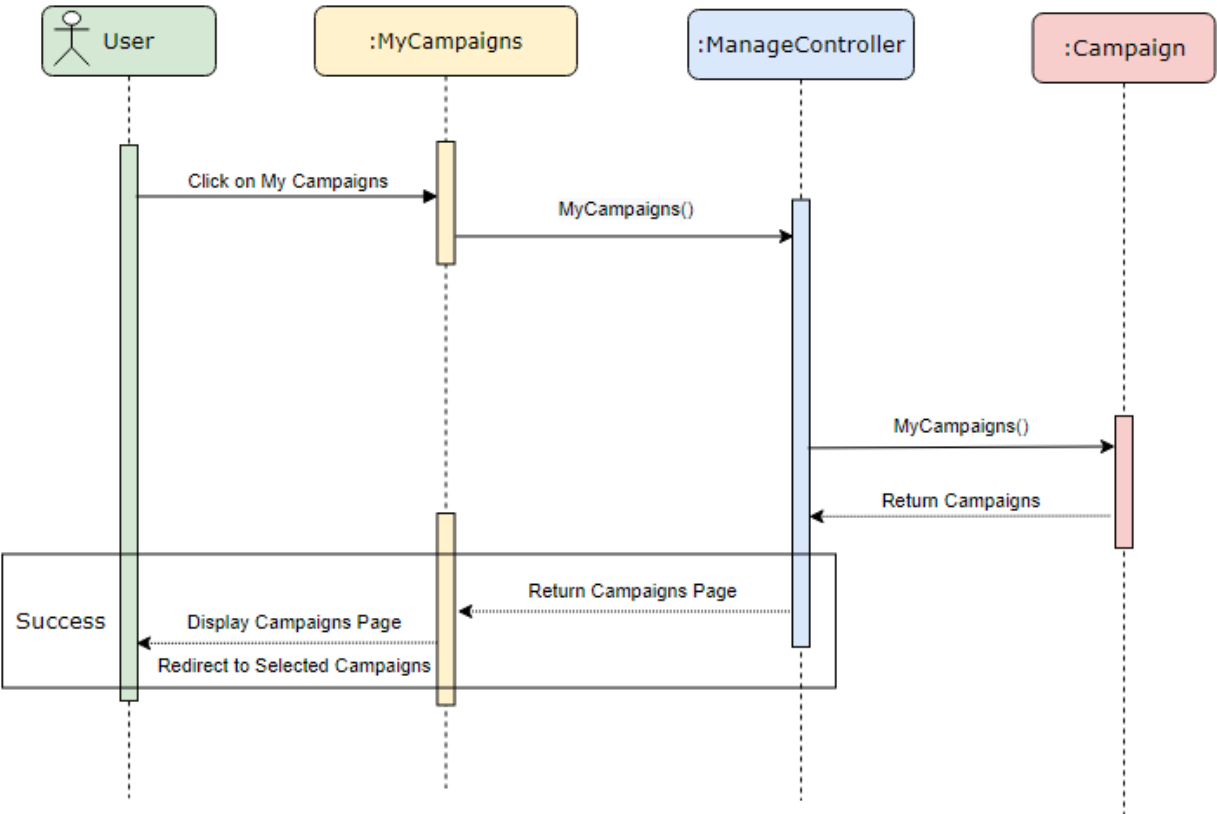 User
:MyCampaigns
:ManageController
:Campaign
Click on My Campaigns
MyCampaigns()
MyCampaigns()
Return Campaigns
Return Campaigns Page
Success
Display Campaigns Page
Redirect to Selected Campaigns